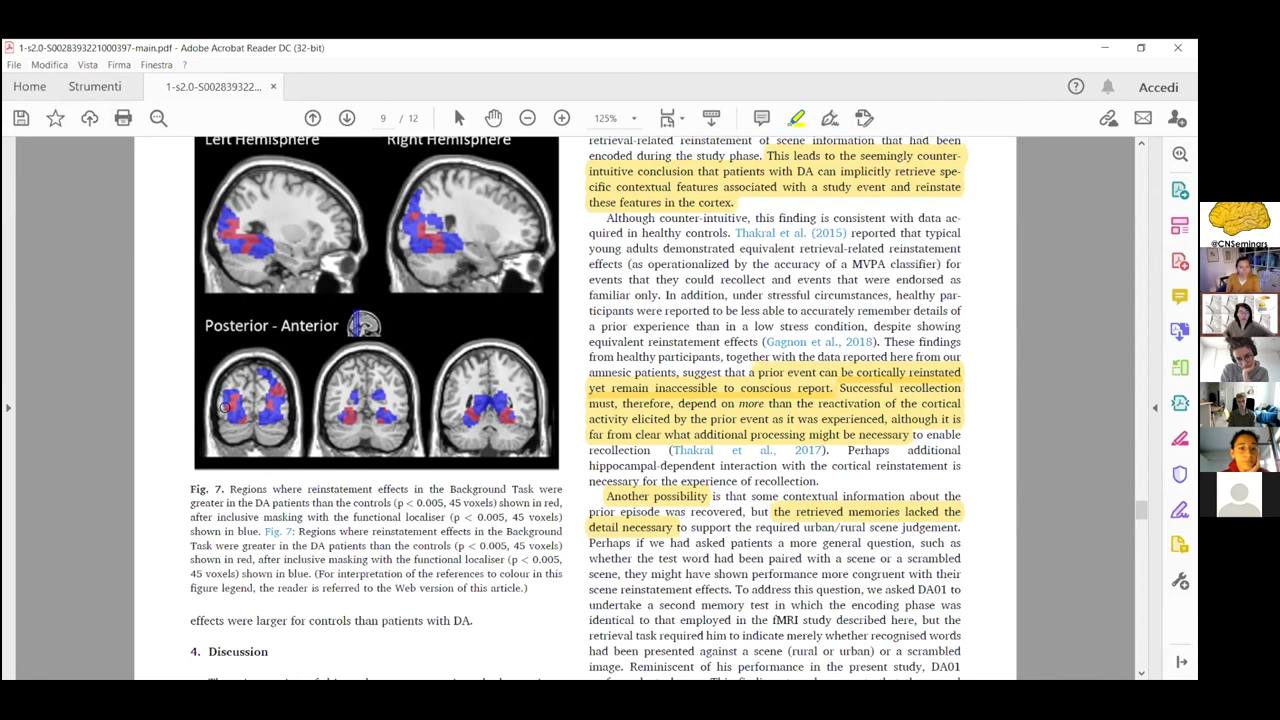 1-s2.0-S0028393221000397-main.pdf - Adobe Acrobat Reader DC (32-bit)
File Modifica Vista Firma Finestra ?
Home Strumenti 1-s2.0-S002839322... × Accedi
9 / 12 125%
Left Hemisphere Right Hemisphere
Posterior - Anterior
Fig. 7. Regions where reinstatement effects in the Background Task were
greater in the DA patients than the controls (p < 0.005, 45 voxels) shown in red,
after inclusive masking with the functional localiser (p < 0.005, 45 voxels)
shown in blue. Fig. 7: Regions where reinstatement effects in the Background
Task were greater in the DA patients than the controls (p < 0.005, 45 voxels)
shown in red, after inclusive masking with the functional localiser (p < 0.005,
45 voxels) shown in blue. (For interpretation of the references to colour in this
figure legend, the reader is referred to the Web version of this article.)
effects were larger for controls than patients with DA.
4. Discussion
retrieval-related reinstatement of scene information that had been
encoded during the study phase. This leads to the seemingly counter-
intuitive conclusion that patients with DA can implicitly retrieve spe-
cific contextual features associated with a study event and reinstate
these features in the cortex.
Although counter-intuitive, this finding is consistent with data ac-
quired in healthy controls. Thakral et al. (2015) reported that typical
young adults demonstrated equivalent retrieval-related reinstatement
effects (as operationalized by the accuracy of a MVPA classifier) for
events that they could recollect and events that were endorsed as
familiar only. In addition, under stressful circumstances, healthy par-
ticipants were reported to be less able to accurately remember details of
a prior experience than in a low stress condition, despite showing
equivalent reinstatement effects (Gagnon et al., 2018). These findings
from healthy participants, together with the data reported here from our
amnesic patients, suggest that a prior event can be cortically reinstated
yet remain inaccessible to conscious report. Successful recollection
must, therefore, depend on more than the reactivation of the cortical
activity elicited by the prior event as it was experienced, although it is
far from clear what additional processing might be necessary to enable
recollection (Thakral et al., 2017). Perhaps additional
hippocampal-dependent interaction with the cortical reinstatement is
necessary for the experience of recollection.
Another possibility is that some contextual information about the
prior episode was recovered, but the retrieved memories lacked the
detail necessary to support the required urban/rural scene judgement.
Perhaps if we had asked patients a more general question, such as
whether the test word had been paired with a scene or a scrambled
scene, they might have shown performance more congruent with their
scene reinstatement effects. To address this question, we asked DA01 to
undertake a second memory test in which the encoding phase was
identical to that employed in the fMRI study described here, but the
retrieval task required him to indicate merely whether recognised words
had been presented against a scene (rural or urban) or a scrambled
image. Reminiscent of his performance in the present study, DA01
@CNSeminars